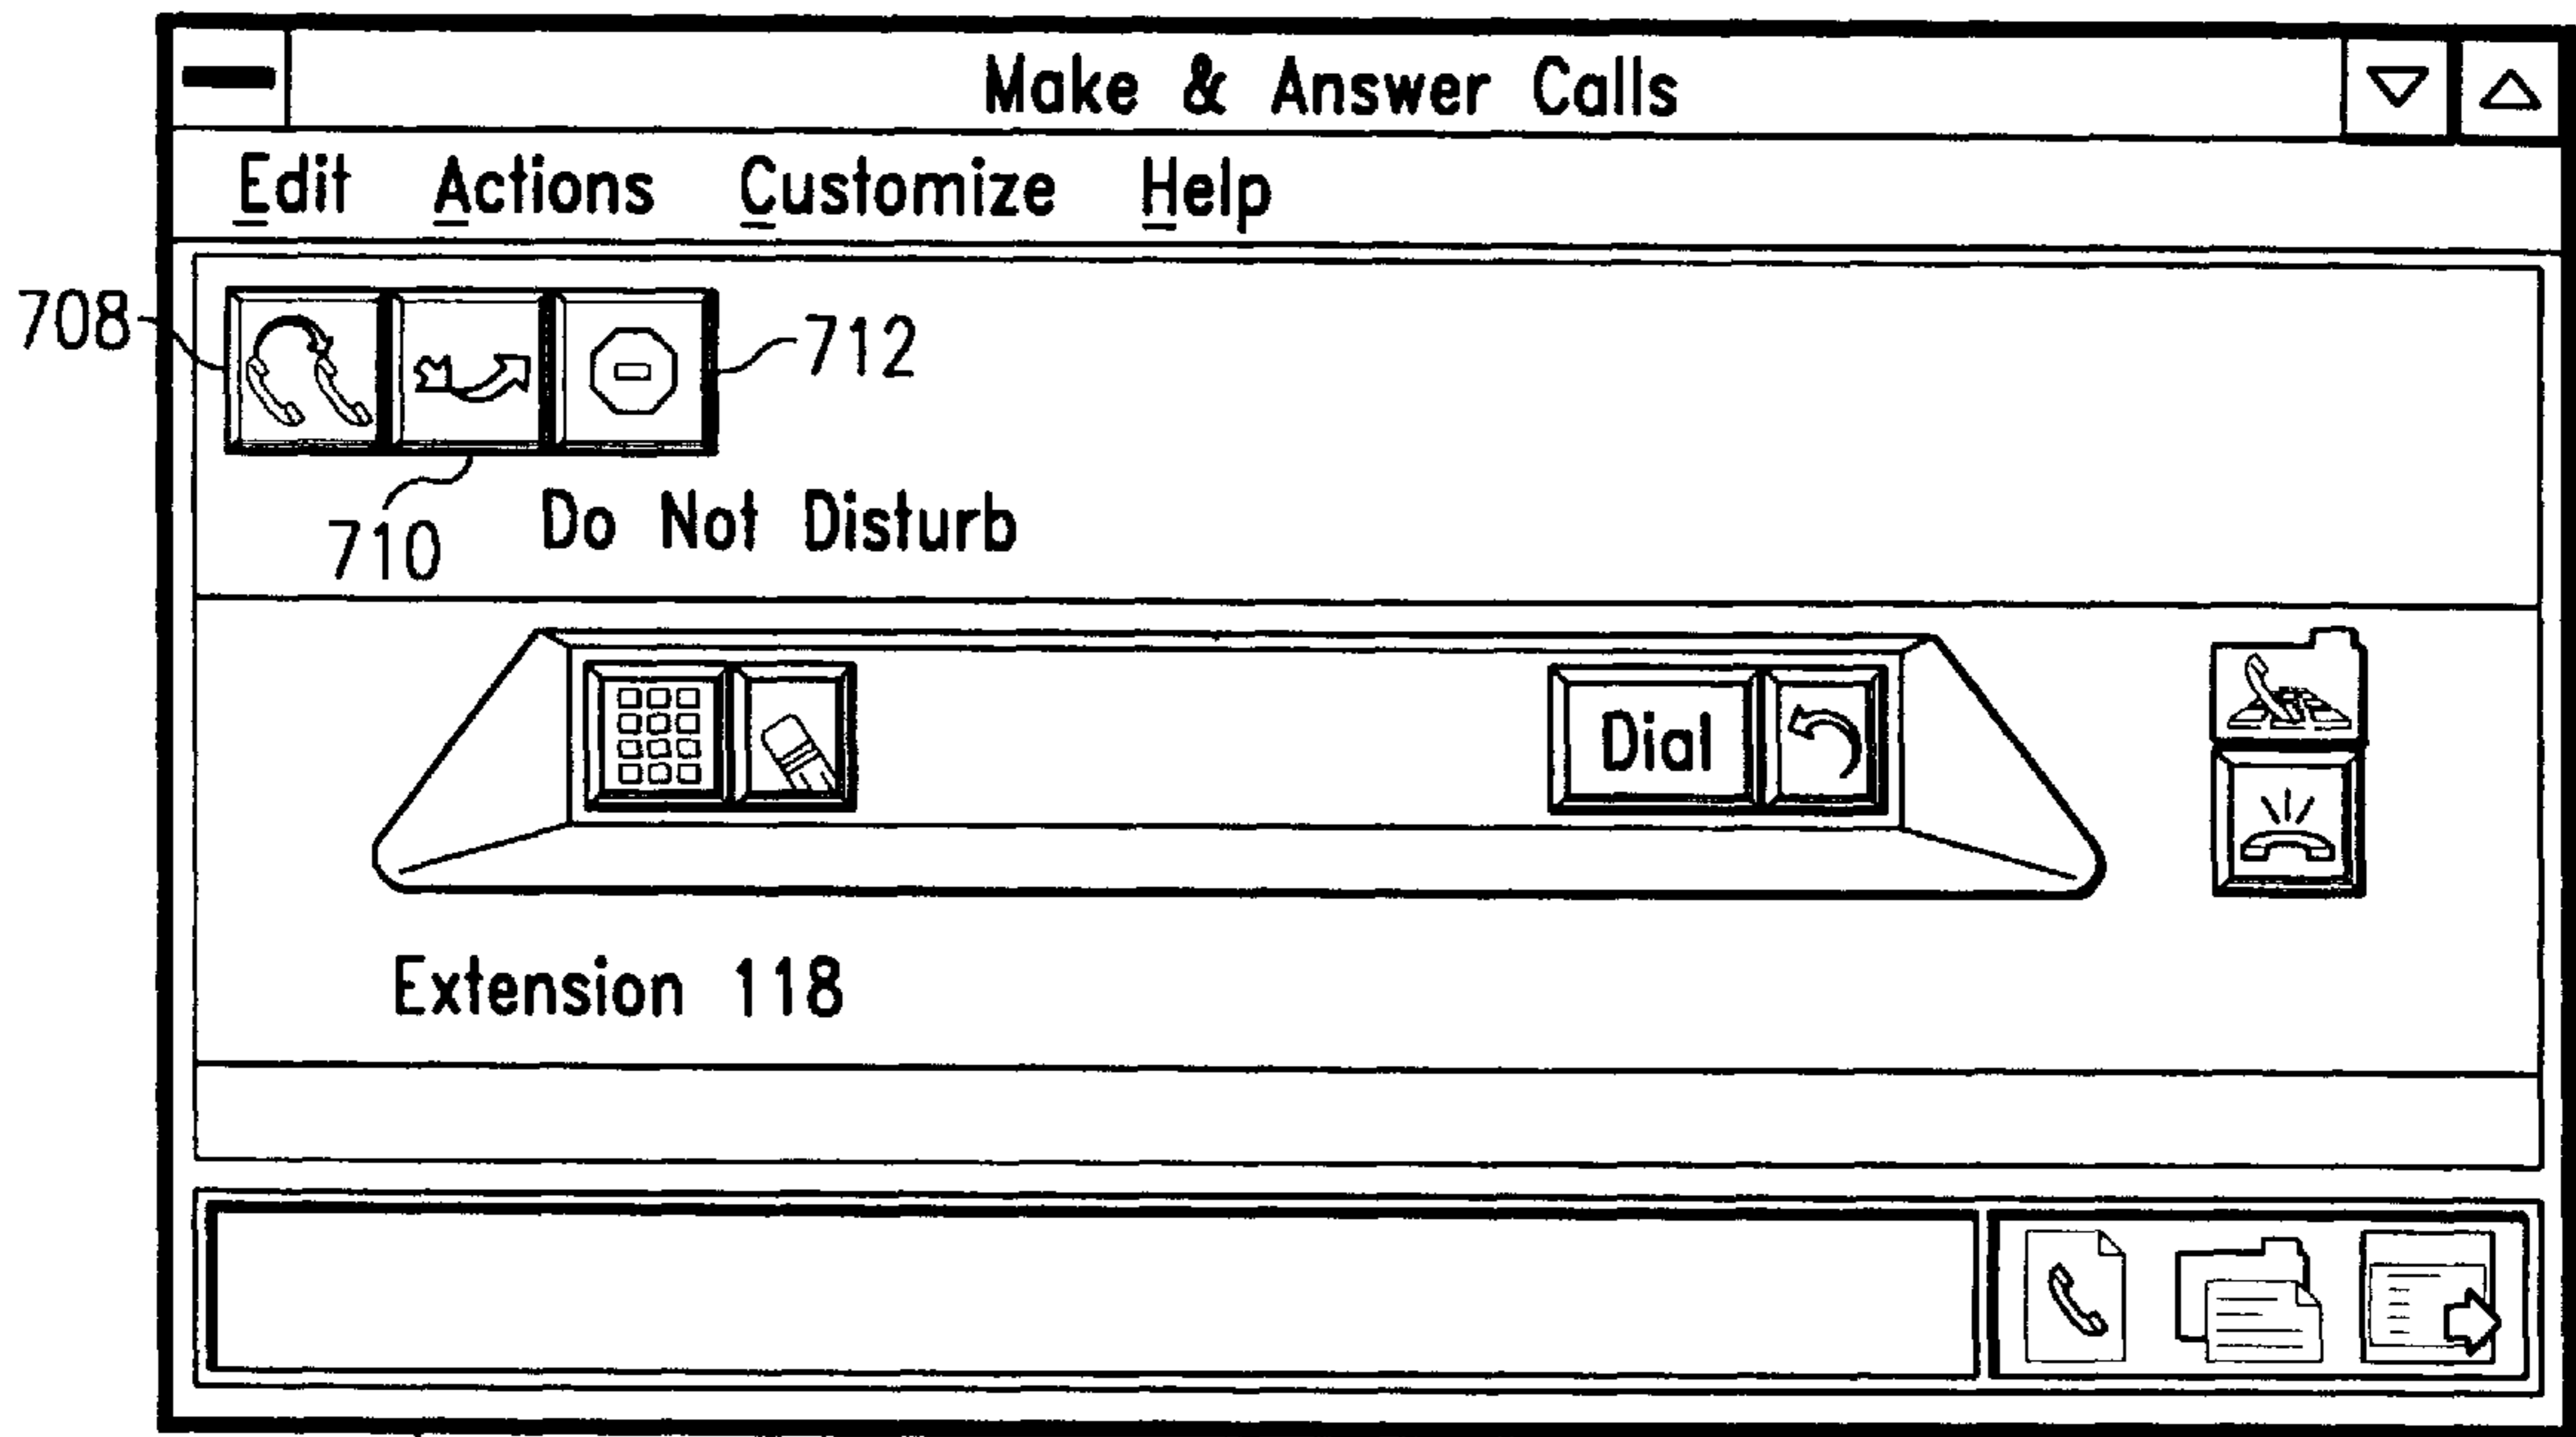 Make & Answer Calls
Edit Actions Customize Help
708
712
710
Do Not Disturb
Dial
Extension 118